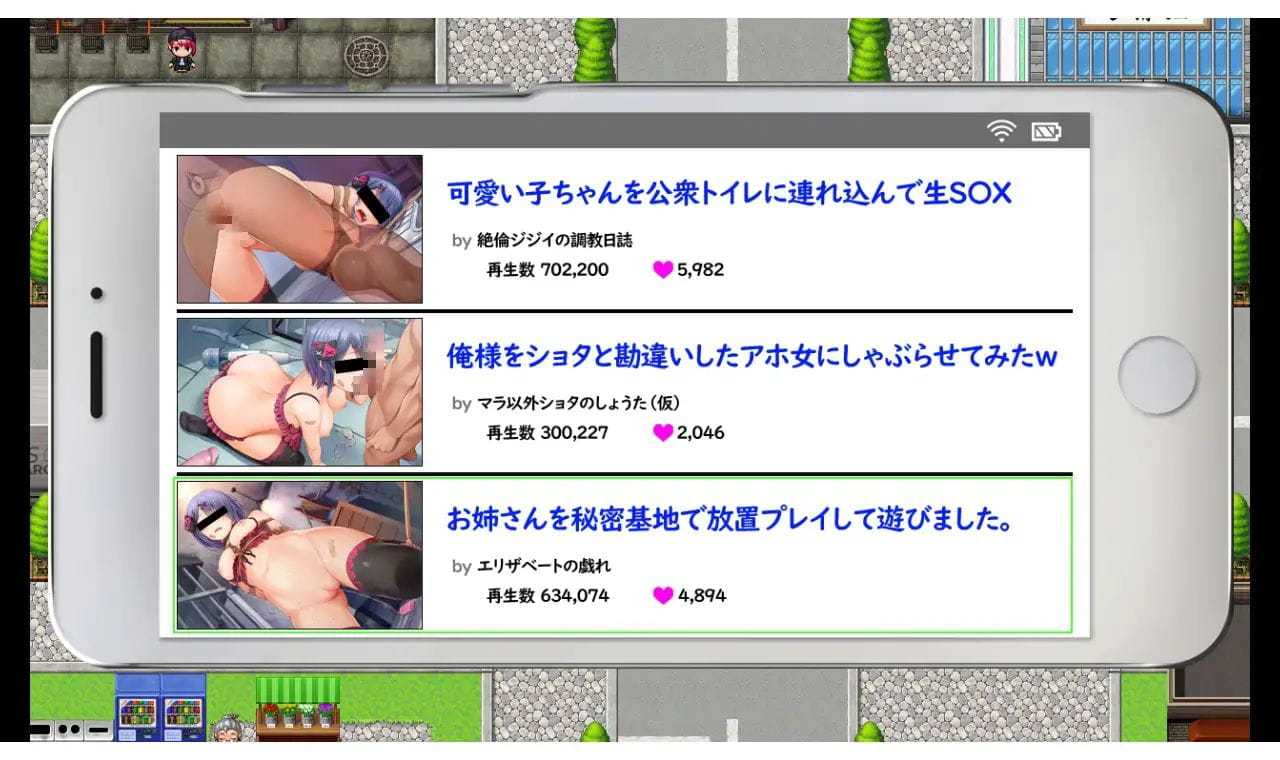 可愛い子ちゃんを公衆トイレに連れ込んで生SOX
by 絶倫ジジイの調教日誌
再生数 702,200 5,982
俺様をショタと勘違いしたアホ女にしゃぶらせてみたw
by マラ以外ショタのしょうた(仮)
再生数 300,227 2,046
お姉さんを秘密基地で放置プレイして遊びました。
by エリザベートの戯れ
再生数 634,074 4,894